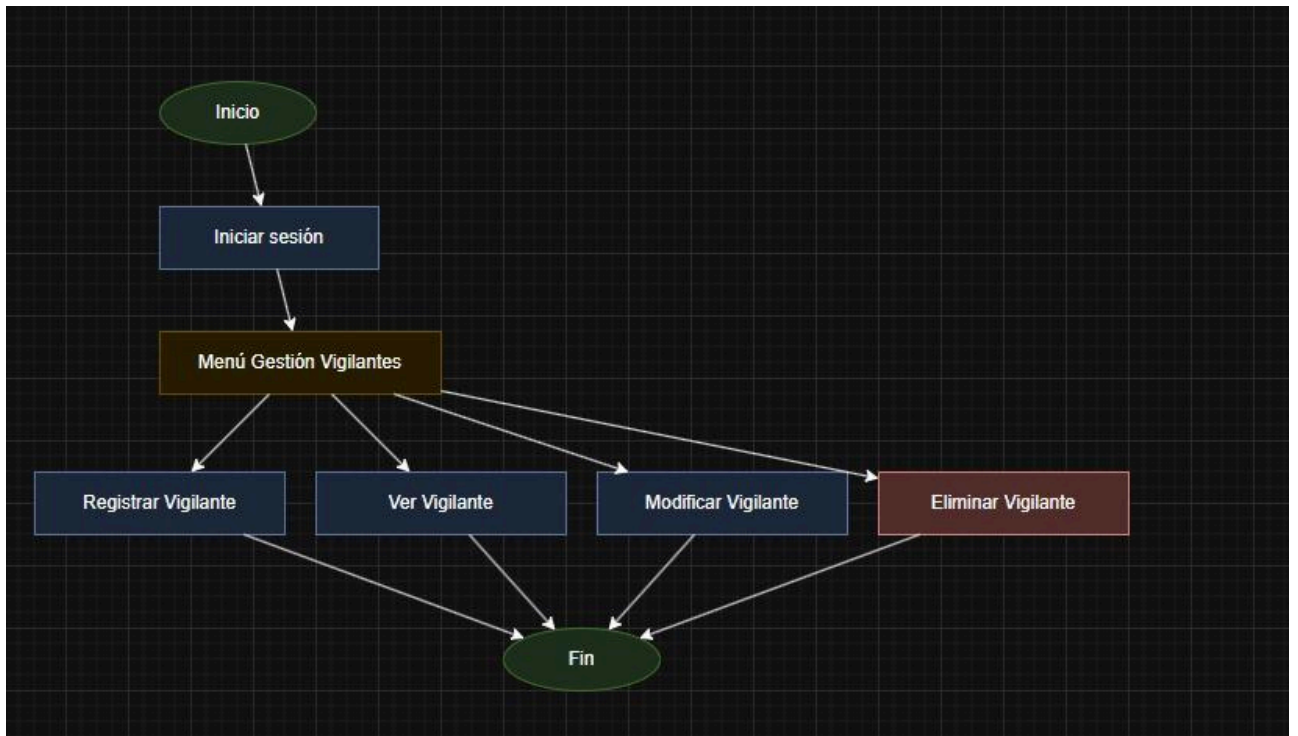 Inicio
Iniciar sesión
Menú Gestión Vigilantes
Registrar Vigilante
Ver Vigilante
Modificar Vigilante
Eliminar Vigilante
Fin